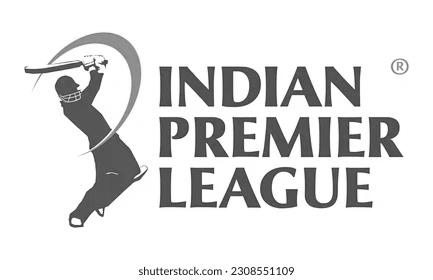 ®
INDIAN
PREMIER
LEAGUE
shutterstock.com · 2308551109